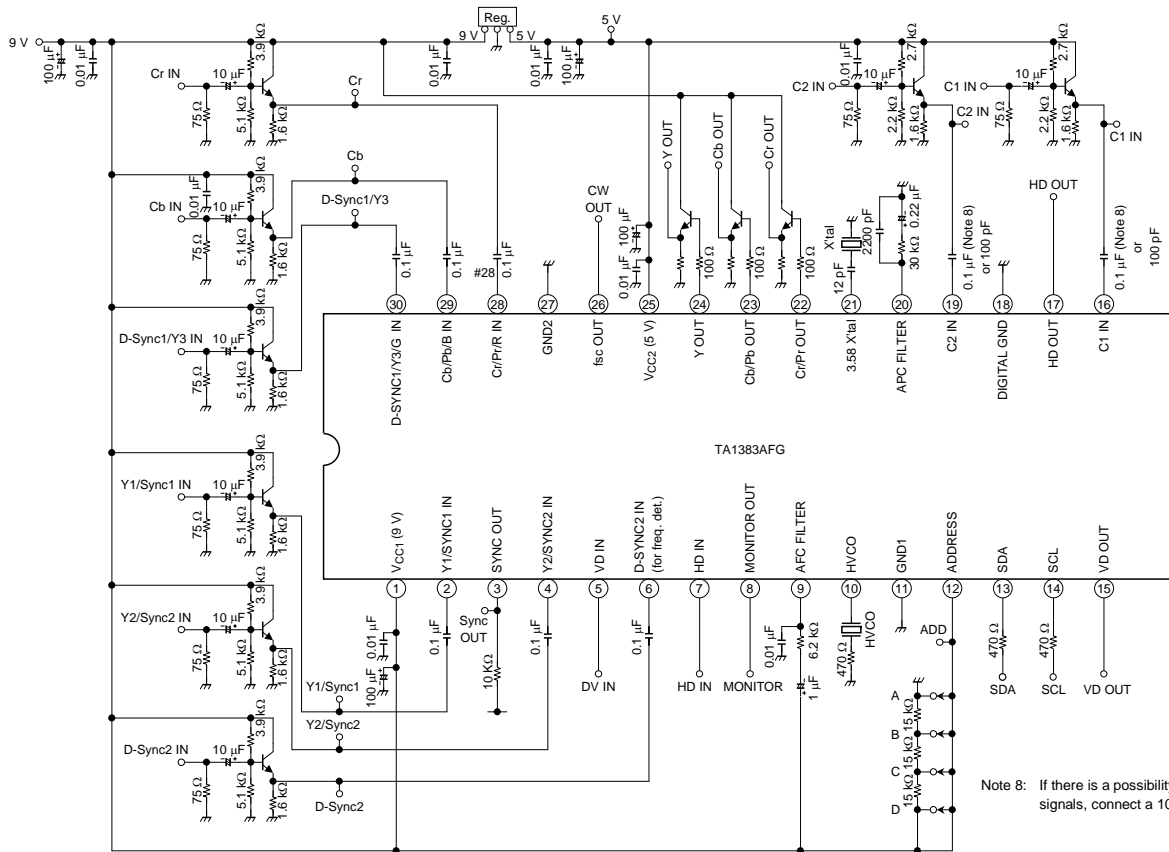 Reg.
9 V
9 V
5 V
5 V
100 µF
0.01 µF
3.9 kΩ
0.01 µF
0.01 µF
100 µF
0.01 µF
2.7 kΩ
2.7 kΩ
Cr IN
10 µF
75 Ω
5.1 kΩ
1.6 kΩ
Cr
C2 IN
10 µF
75 Ω
2.2 kΩ
1.6 kΩ
C2 IN
C1 IN
10 µF
75 Ω
2.2 kΩ
1.6 kΩ
C1 IN
0.01 µF
3.9 kΩ
Cb IN
10 µF
75 Ω
5.1 kΩ
1.6 kΩ
Cb
D-Sync1/Y3
CW
OUT
Y OUT
Cb OUT
Cr OUT
HD OUT
0.1 µF
0.1 µF
#28
0.1 µF
100 µF
0.01 µF
100 Ω
100 Ω
100 Ω
X'tal
12 pF
2200 pF
0.22 µF
30 kΩ
0.1 µF (Note 8)
or 100 pF
0.1 µF (Note 8)
or
100 pF
30
29
28
27
26
25
24
23
22
21
20
19
18
17
16
D-SYNC1/Y3/G IN
Cb/Pb/B IN
Cr/Pr/R IN
GND2
fsc OUT
VCC2 (5 V)
Y OUT
Cb/Pb OUT
Cr/Pr OUT
3.58 X'tal
APC FILTER
C2 IN
DIGITAL GND
HD OUT
C1 IN
D-Sync1/Y3 IN
10 µF
3.9 kΩ
75 Ω
5.1 kΩ
1.6 kΩ
TA1383AFG
Y1/Sync1 IN
10 µF
3.9 kΩ
75 Ω
5.1 kΩ
1.6 kΩ
VCC1 (9 V)
Y1/SYNC1 IN
SYNC OUT
Y2/SYNC2 IN
VD IN
D-SYNC2 IN
(for freq. det.)
HD IN
MONITOR OUT
AFC FILTER
HVCO
GND1
ADDRESS
SDA
SCL
VD OUT
1
2
3
4
5
6
7
8
9
10
11
12
13
14
15
Y2/Sync2 IN
10 µF
3.9 kΩ
75 Ω
5.1 kΩ
1.6 kΩ
0.01 µF
100 µF
0.1 µF
Sync
OUT
10 KΩ
0.1 µF
0.1 µF
0.01 µF
6.2 kΩ
1 µF
470 Ω
HVCO
ADD
470 Ω
470 Ω
Y1/Sync1
DV IN
HD IN
MONITOR
SDA
SCL
VD OUT
Y2/Sync2
A
15 kΩ
B
15 kΩ
C
15 kΩ
D
D-Sync2 IN
10 µF
3.9 kΩ
75 Ω
5.1 kΩ
1.6 kΩ
D-Sync2
Note 8: If there is a possibility
signals, connect a 10